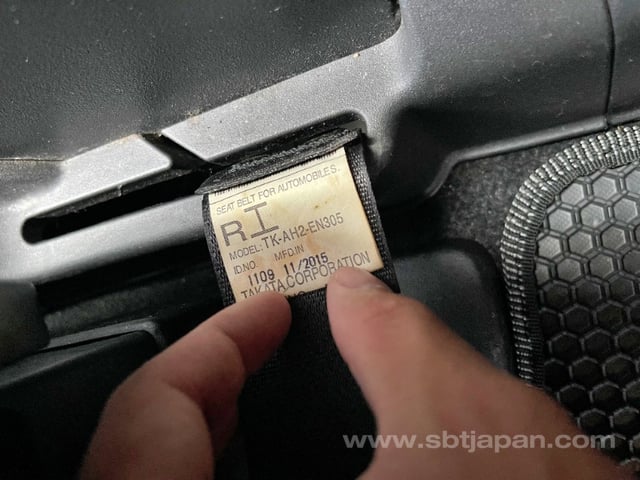 SEAT BELT FOR AUTOMOBILES.
RI
MODEL:TK-AH2-EN305
ID.NO MFD.IN
1109 11/2015
TAKATA CORPORATION
www.sbtjapan.com